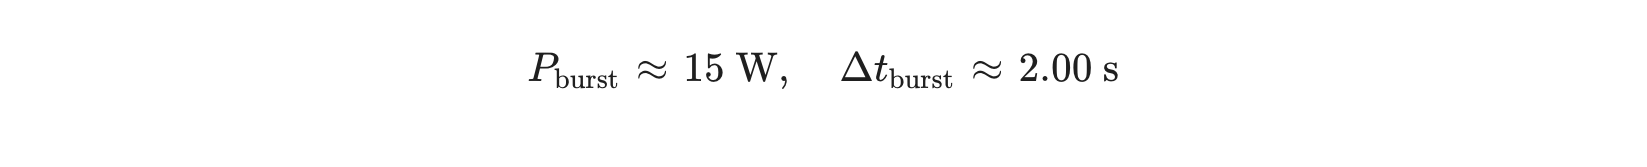 P_burst ≈ 15 W, Δt_burst ≈ 2.00 s